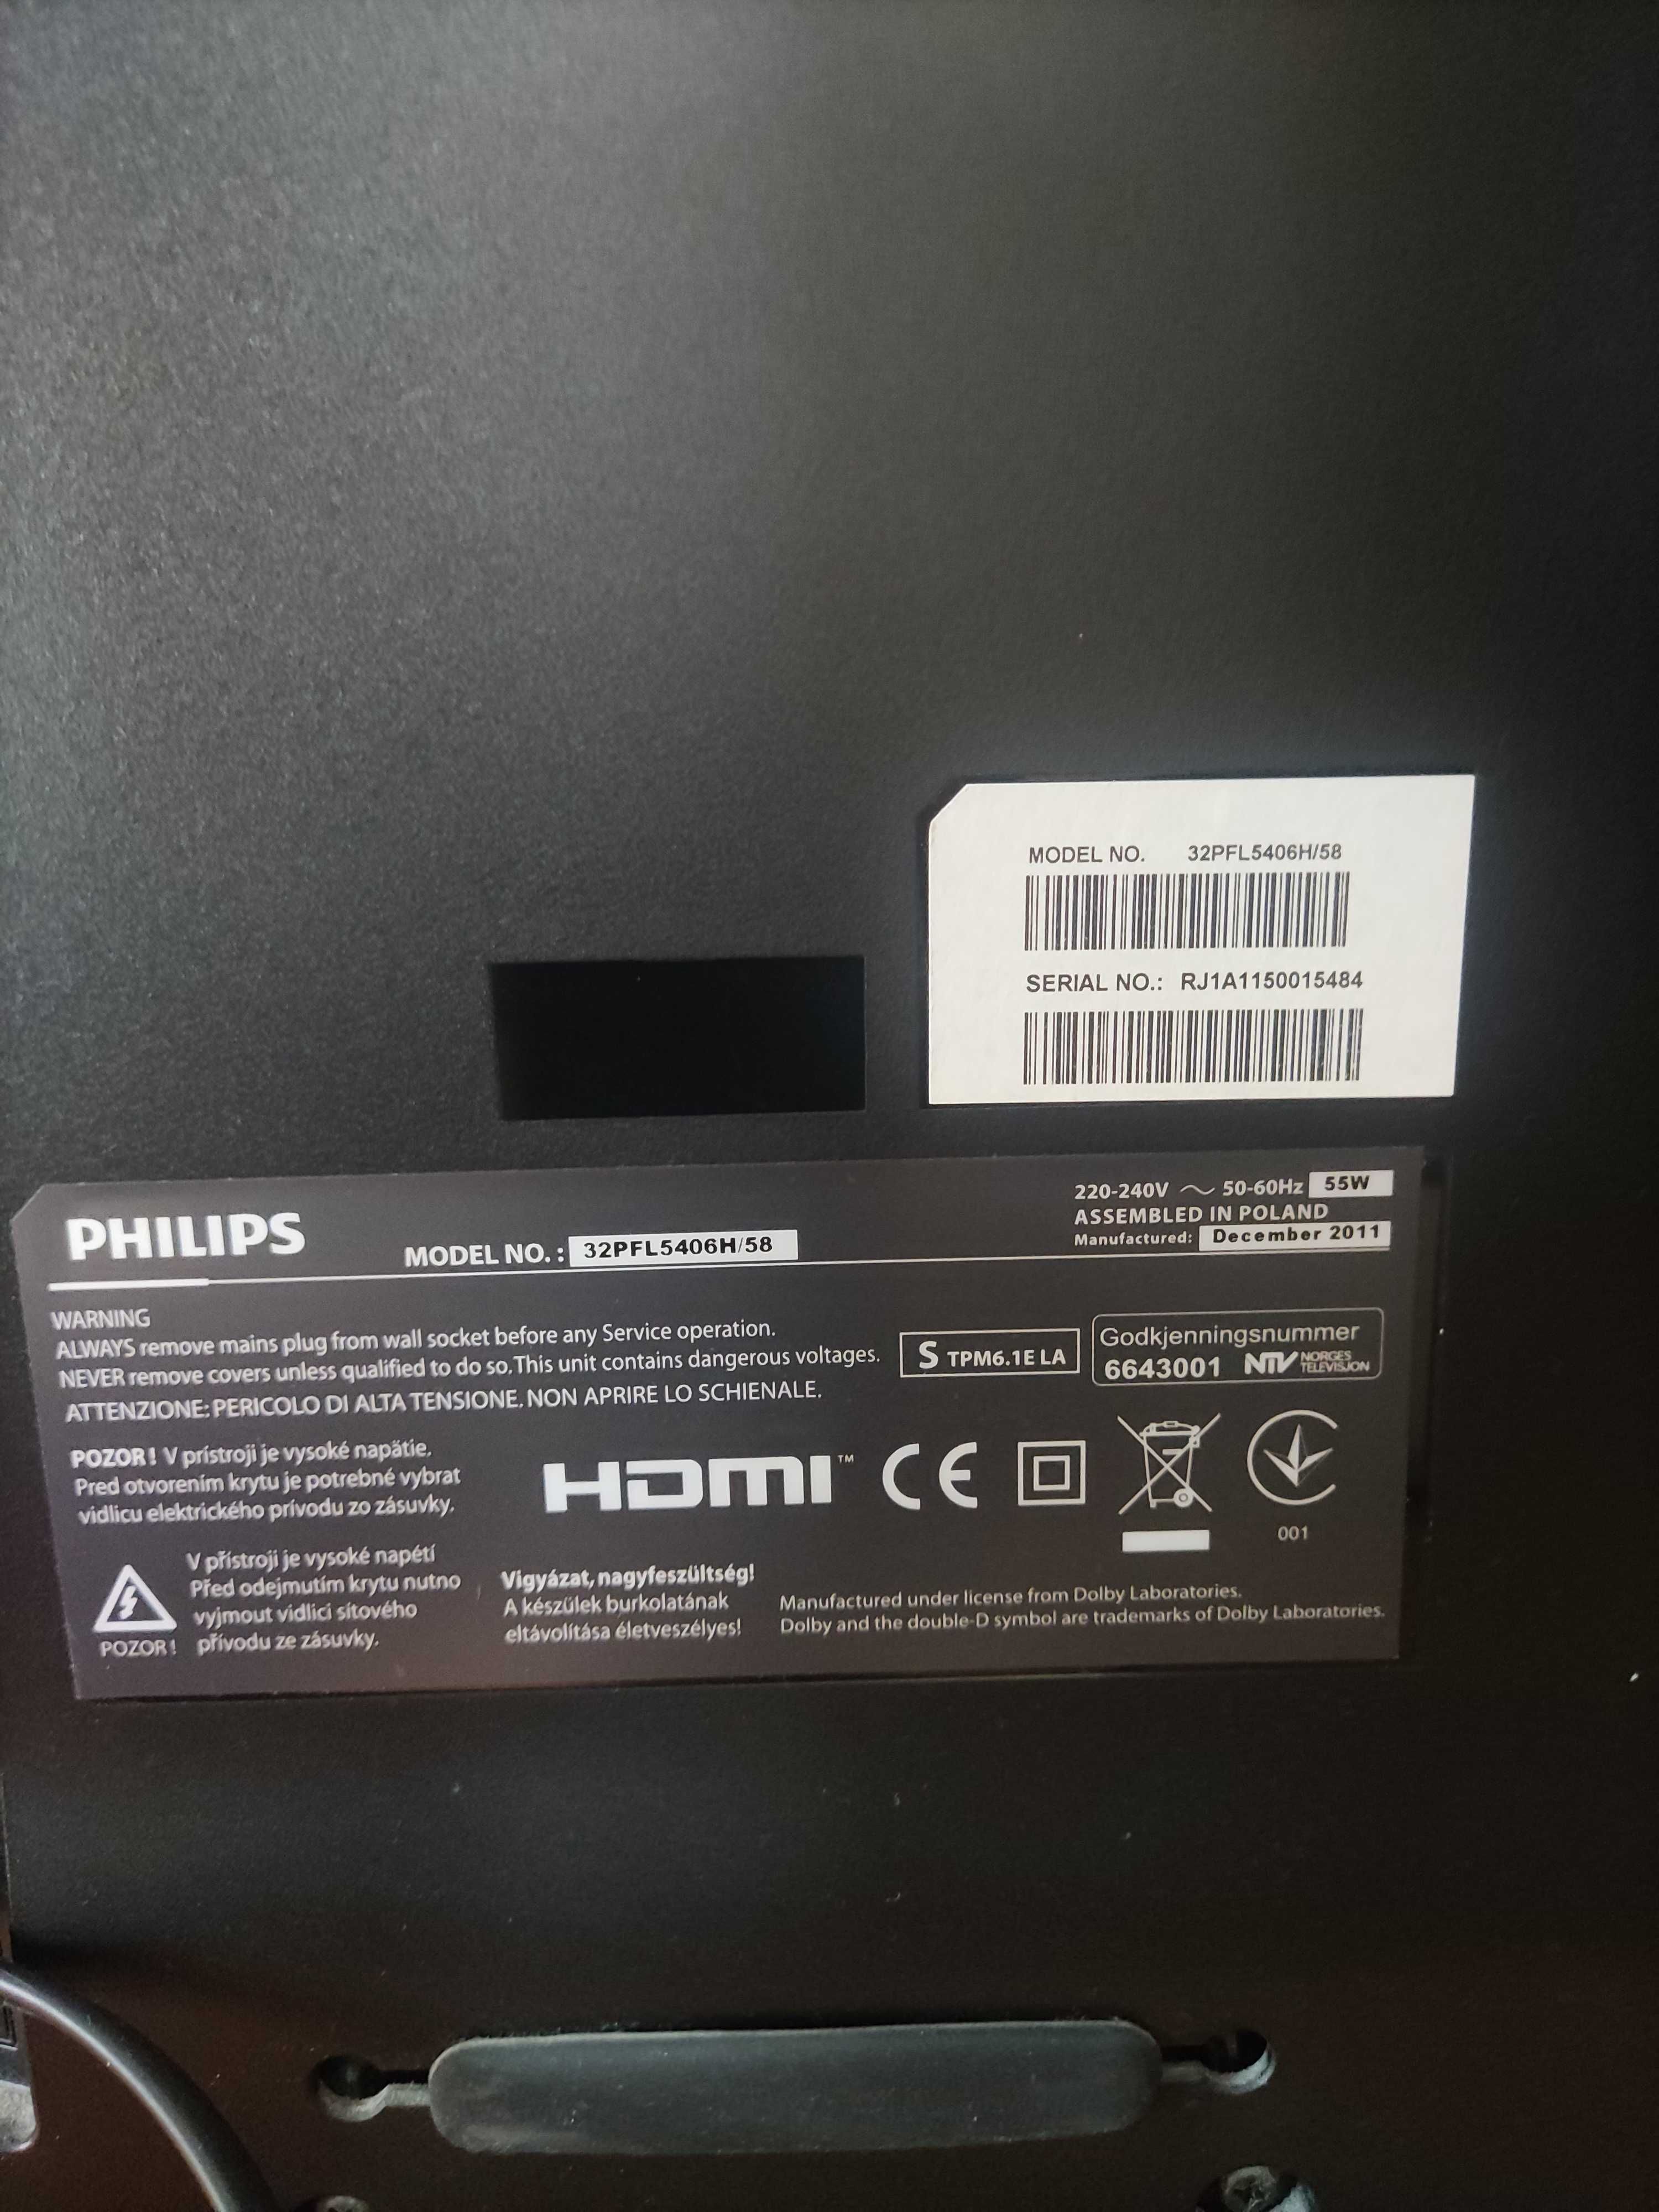 MODEL NO. 32PFL5406H/58
SERIAL NO.: RJ1A1150015484
PHILIPS
MODEL NO. : 32PFL5406H/58
220-240V ~ 50-60Hz 55W
ASSEMBLED IN POLAND
Manufactured: December 2011
WARNING
ALWAYS remove mains plug from wall socket before any Service operation.
NEVER remove covers unless qualified to do so. This unit contains dangerous voltages.
ATTENZIONE: PERICOLO DI ALTA TENSIONE. NON APRIRE LO SCHIENALE.
S TPM6.1E LA
Godkjenningsnummer
6643001 NTV NORGES TELEVISJON
POZOR! V prístroji je vysoké napätie.
Pred otvorením krytu je potrebné vybrat
vidlicu elektrického prívodu zo zásuvky.
HDMI™ CE
001
V přístroji je vysoké napétí
Před odejmutím krytu nutno
vyjmout vidlici sítového
přívodu ze zásuvky.
POZOR!
Vigyázat, nagyfeszültség!
A készülek burkolatának
eltávolítása életveszélyes!
Manufactured under license from Dolby Laboratories.
Dolby and the double-D symbol are trademarks of Dolby Laboratories.